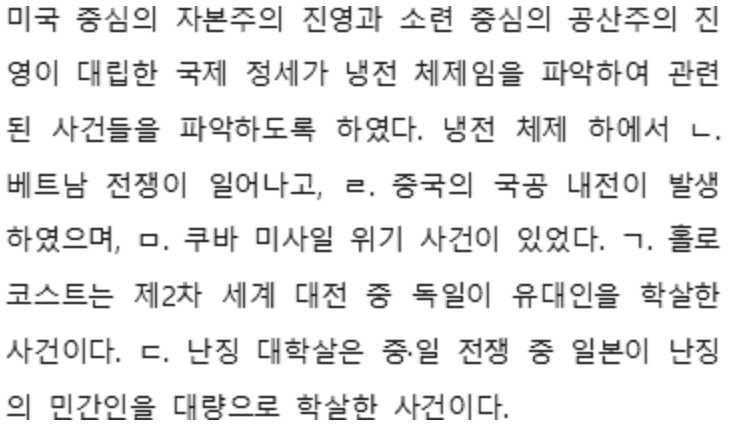 미국 중심의 자본주의 진영과 소련 중심의 공산주의 진
영이 대립한 국제 정세가 냉전 체제임을 파악하여 관련
된 사건들을 파악하도록 하였다. 냉전 체제 하에서 ㄴ.
베트남 전쟁이 일어나고, ㄹ. 중국의 국공 내전이 발생
하였으며, ㅁ. 쿠바 미사일 위기 사건이 있었다. ㄱ. 홀로
코스트는 제2차 세계 대전 중 독일이 유대인을 학살한
사건이다. ㄷ. 난징 대학살은 중·일 전쟁 중 일본이 난징
의 민간인을 대량으로 학살한 사건이다.